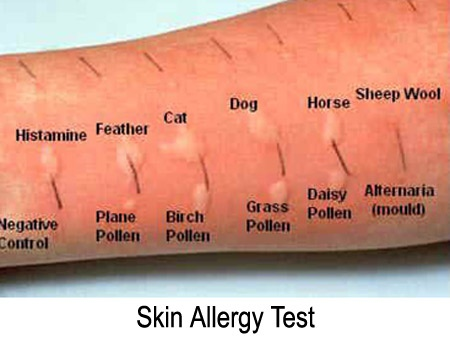 Histamine
Feather
Cat
Dog
Horse
Sheep Wool
Negative
Control
Plane
Pollen
Birch
Pollen
Grass
Pollen
Daisy
Pollen
Alternaria
(mould)
Skin Allergy Test